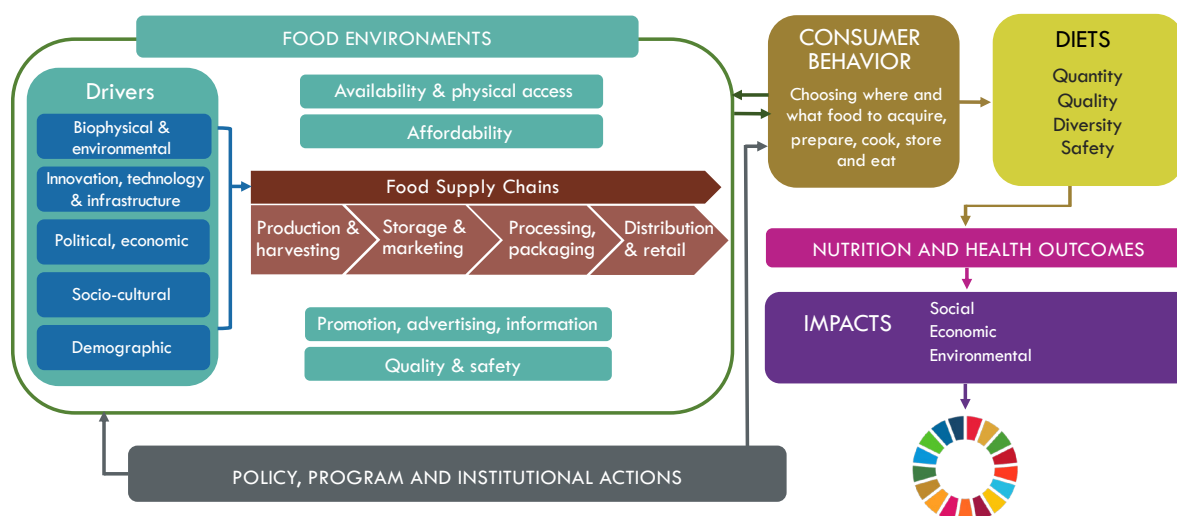 FOOD ENVIRONMENTS
Drivers
Biophysical &
environmental
Innovation, technology
& infrastructure
Political, economic
Socio-cultural
Demographic
Availability & physical access
Affordability
Food Supply Chains
Production &
harvesting
Storage &
marketing
Processing,
packaging
Distribution
& retail
Promotion, advertising, information
Quality & safety
POLICY, PROGRAM AND INSTITUTIONAL ACTIONS
CONSUMER
BEHAVIOR
Choosing where and
what food to acquire,
prepare, cook, store
and eat
DIETS
Quantity
Quality
Diversity
Safety
NUTRITION AND HEALTH OUTCOMES
IMPACTS
Social
Economic
Environmental